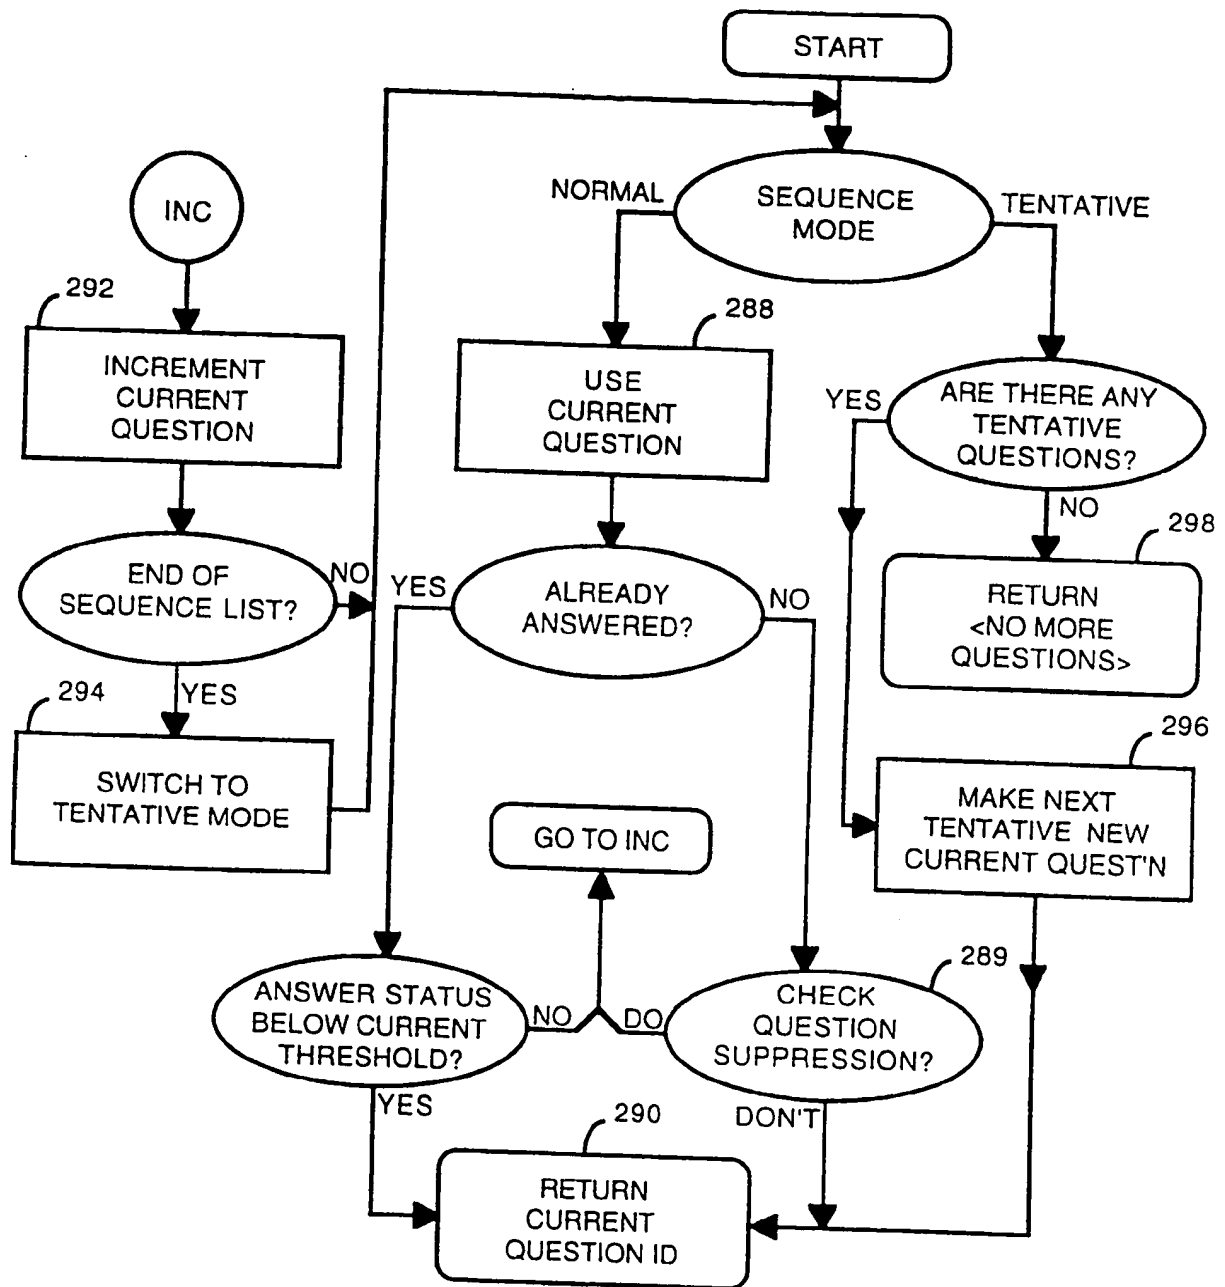 START
SEQUENCE
MODE
NORMAL
TENTATIVE
INC
292
INCREMENT
CURRENT
QUESTION
288
USE
CURRENT
QUESTION
YES
ARE THERE ANY
TENTATIVE
QUESTIONS?
NO
298
RETURN
<NO MORE
QUESTIONS>
END OF
SEQUENCE LIST?
NO
YES
YES
ALREADY
ANSWERED?
NO
294
SWITCH TO
TENTATIVE MODE
296
MAKE NEXT
TENTATIVE NEW
CURRENT QUEST'N
GO TO INC
ANSWER STATUS
BELOW CURRENT
THRESHOLD?
NO
DO
289
CHECK
QUESTION
SUPPRESSION?
YES
DON'T
290
RETURN
CURRENT
QUESTION ID